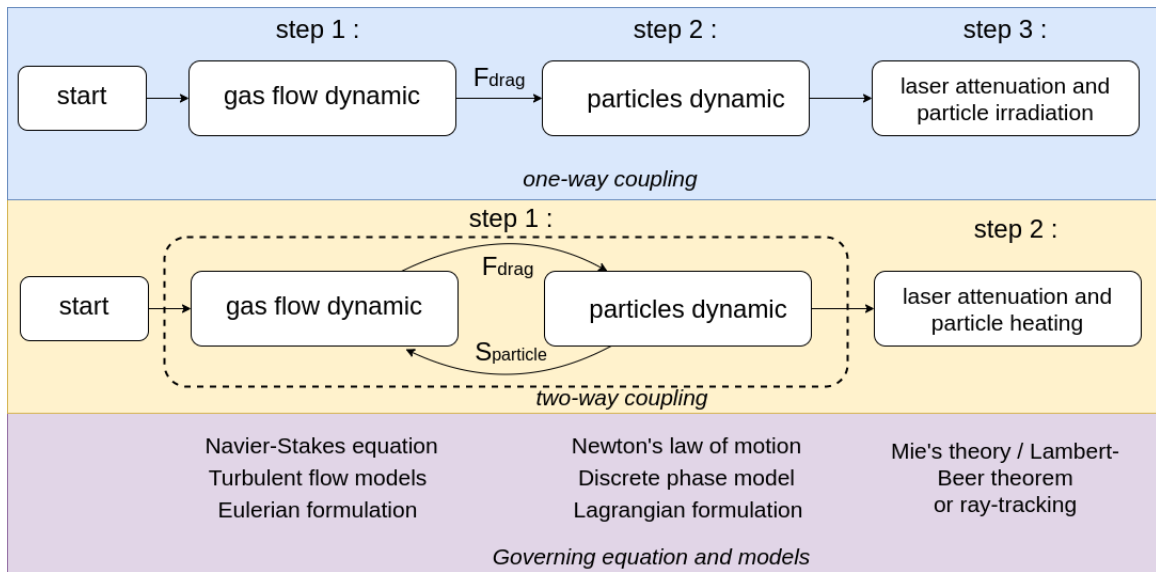 step 1 :
step 2 :
step 3 :
start
gas flow dynamic
Fdrag
particles dynamic
laser attenuation and
particle irradiation
one-way coupling
step 1 :
step 2 :
start
gas flow dynamic
Fdrag
Sparticle
particles dynamic
laser attenuation and
particle heating
two-way coupling
Navier-Stakes equation
Turbulent flow models
Eulerian formulation
Newton's law of motion
Discrete phase model
Lagrangian formulation
Mie's theory / Lambert-
Beer theorem
or ray-tracking
Governing equation and models